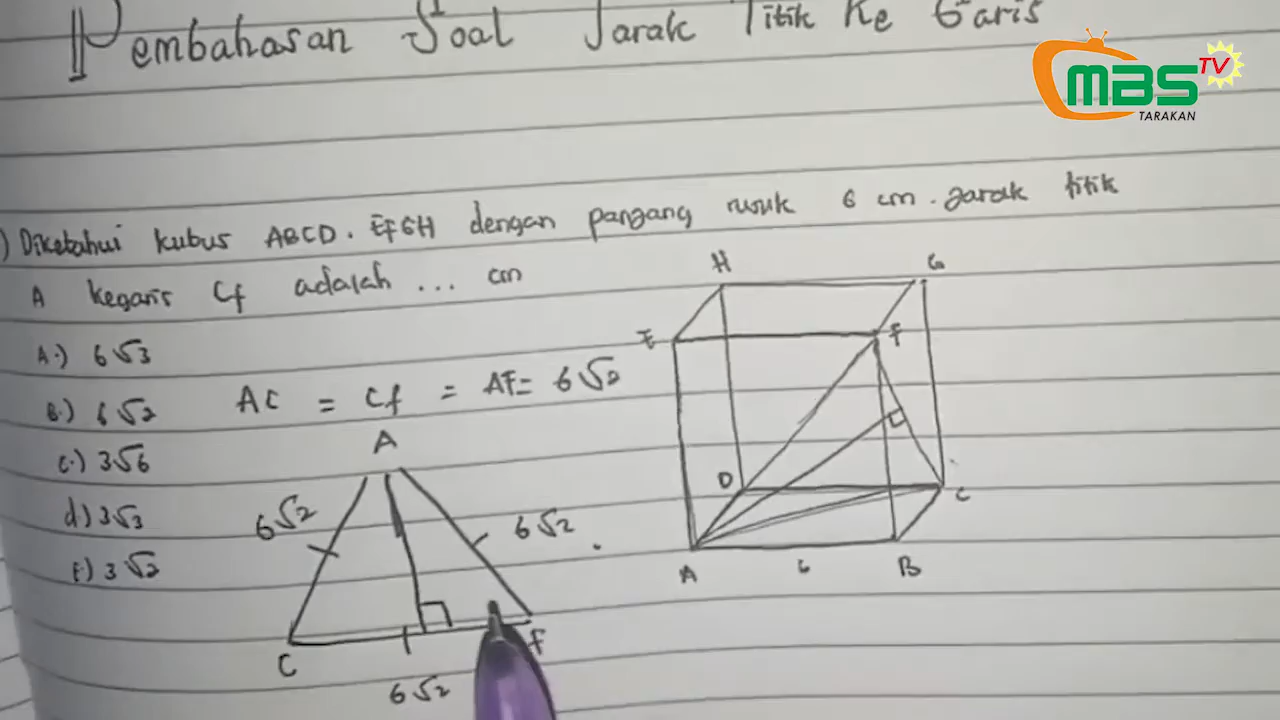 Pembahasan Soal Jarak Titik Ke Garis
MBS TV
TARAKAN
) Diketahui kubus ABCD. EFGH dengan panjang rusuk 6 cm. Jarak titik
A kegaris Cf adalah ... cm
A.) 6√3
B.) 6√2
c.) 3√6
d.) 3√3
E.) 3√2
AC = Cf = AF = 6√2
A
6√2
6√2
C
F
6√2
H
G
E
F
D
C
A
6
B